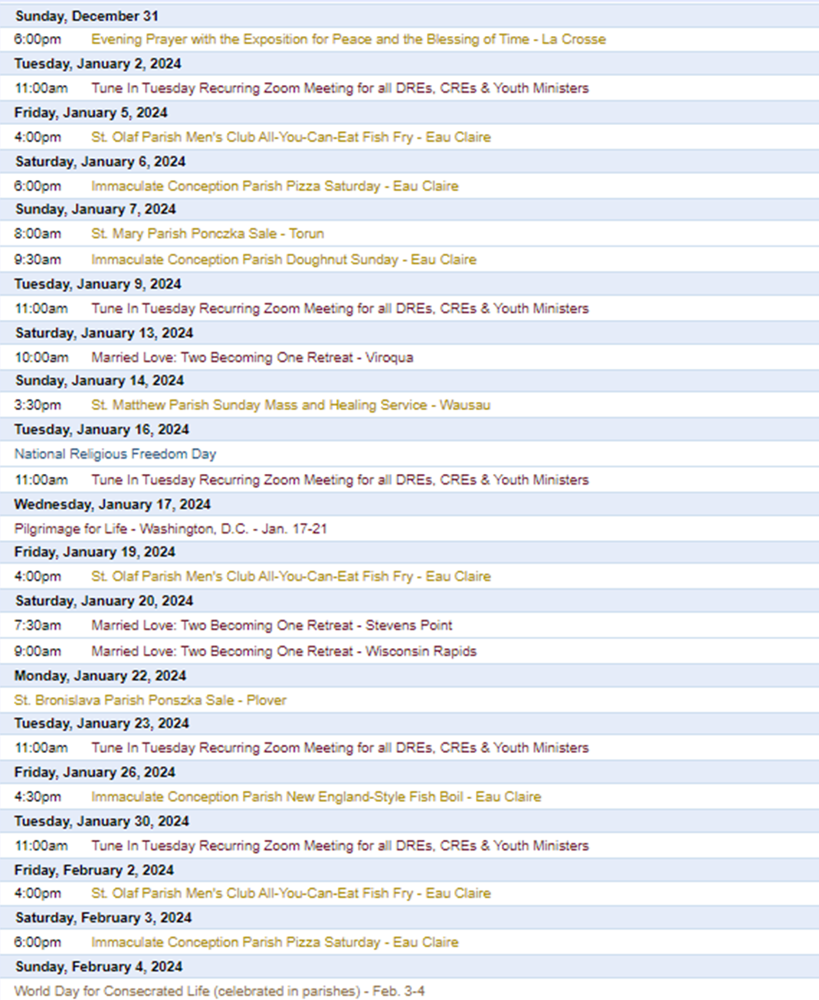 Sunday, December 31
6:00pm Evening Prayer with the Exposition for Peace and the Blessing of Time - La Crosse
Tuesday, January 2, 2024
11:00am Tune In Tuesday Recurring Zoom Meeting for all DREs, CREs & Youth Ministers
Friday, January 5, 2024
4:00pm St. Olaf Parish Men's Club All-You-Can-Eat Fish Fry - Eau Claire
Saturday, January 6, 2024
6:00pm Immaculate Conception Parish Pizza Saturday - Eau Claire
Sunday, January 7, 2024
8:00am St. Mary Parish Ponczka Sale - Torun
9:30am Immaculate Conception Parish Doughnut Sunday - Eau Claire
Tuesday, January 9, 2024
11:00am Tune In Tuesday Recurring Zoom Meeting for all DREs, CREs & Youth Ministers
Saturday, January 13, 2024
10:00am Married Love: Two Becoming One Retreat - Viroqua
Sunday, January 14, 2024
3:30pm St. Matthew Parish Sunday Mass and Healing Service - Wausau
Tuesday, January 16, 2024
National Religious Freedom Day
11:00am Tune In Tuesday Recurring Zoom Meeting for all DREs, CREs & Youth Ministers
Wednesday, January 17, 2024
Pilgrimage for Life - Washington, D.C. - Jan. 17-21
Friday, January 19, 2024
4:00pm St. Olaf Parish Men's Club All-You-Can-Eat Fish Fry - Eau Claire
Saturday, January 20, 2024
7:30am Married Love: Two Becoming One Retreat - Stevens Point
9:00am Married Love: Two Becoming One Retreat - Wisconsin Rapids
Monday, January 22, 2024
St. Bronislava Parish Ponszka Sale - Plover
Tuesday, January 23, 2024
11:00am Tune In Tuesday Recurring Zoom Meeting for all DREs, CREs & Youth Ministers
Friday, January 26, 2024
4:30pm Immaculate Conception Parish New England-Style Fish Boil - Eau Claire
Tuesday, January 30, 2024
11:00am Tune In Tuesday Recurring Zoom Meeting for all DREs, CREs & Youth Ministers
Friday, February 2, 2024
4:00pm St. Olaf Parish Men's Club All-You-Can-Eat Fish Fry - Eau Claire
Saturday, February 3, 2024
6:00pm Immaculate Conception Parish Pizza Saturday - Eau Claire
Sunday, February 4, 2024
World Day for Consecrated Life (celebrated in parishes) - Feb. 3-4